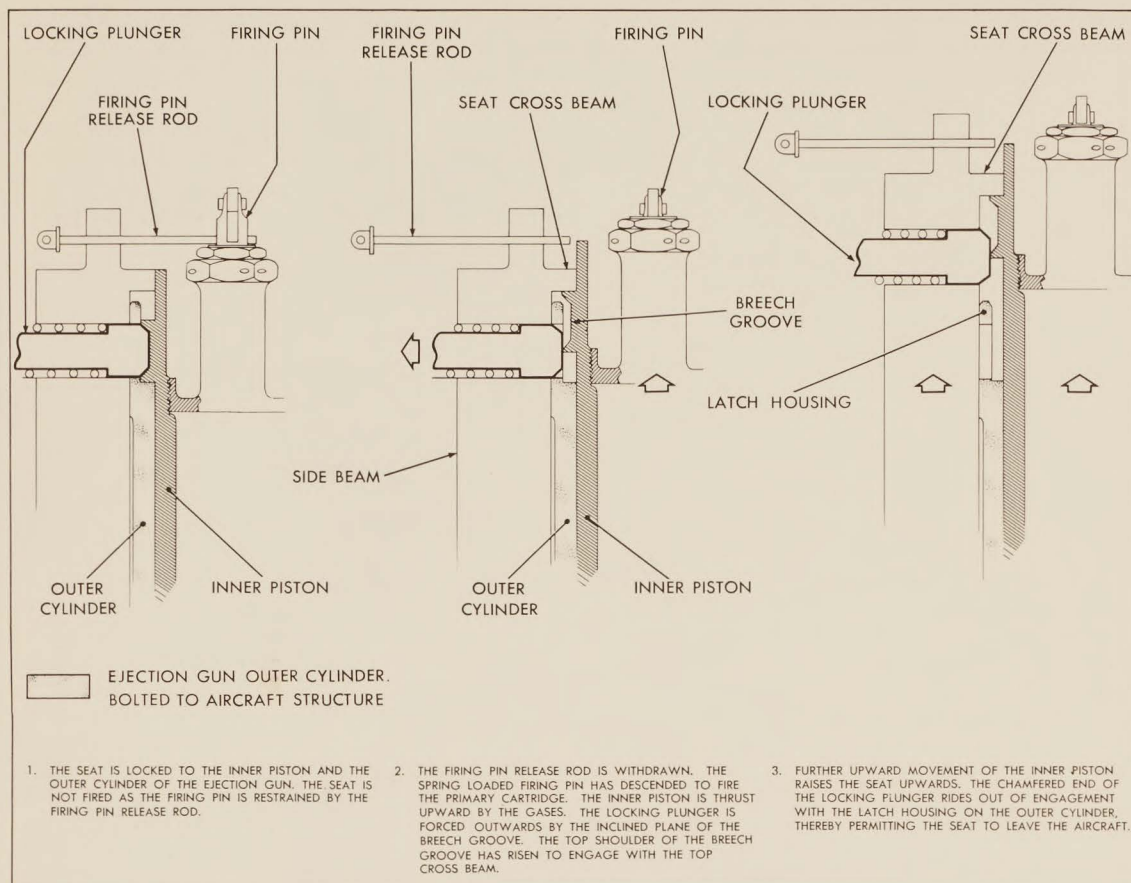 LOCKING PLUNGER
FIRING PIN
FIRING PIN
RELEASE ROD
FIRING PIN
RELEASE ROD
FIRING PIN
SEAT CROSS BEAM
BREECH
GROOVE
SIDE BEAM
SEAT CROSS BEAM
LOCKING PLUNGER
LATCH HOUSING
OUTER
CYLINDER
INNER PISTON
OUTER
CYLINDER
INNER PISTON
EJECTION GUN OUTER CYLINDER.
BOLTED TO AIRCRAFT STRUCTURE
1. THE SEAT IS LOCKED TO THE INNER PISTON AND THE
OUTER CYLINDER OF THE EJECTION GUN. THE SEAT IS
NOT FIRED AS THE FIRING PIN IS RESTRAINED BY THE
FIRING PIN RELEASE ROD.
2. THE FIRING PIN RELEASE ROD IS WITHDRAWN. THE
SPRING LOADED FIRING PIN HAS DESCENDED TO FIRE
THE PRIMARY CARTRIDGE. THE INNER PISTON IS THRUST
UPWARD BY THE GASES. THE LOCKING PLUNGER IS
FORCED OUTWARDS BY THE INCLINED PLANE OF THE
BREECH GROOVE. THE TOP SHOULDER OF THE BREECH
GROOVE HAS RISEN TO ENGAGE WITH THE TOP
CROSS BEAM.
3. FURTHER UPWARD MOVEMENT OF THE INNER PISTON
RAISES THE SEAT UPWARDS. THE CHAMFERED END OF
THE LOCKING PLUNGER RIDES OUT OF ENGAGEMENT
WITH THE LATCH HOUSING ON THE OUTER CYLINDER,
THEREBY PERMITTING THE SEAT TO LEAVE THE AIRCRAFT.